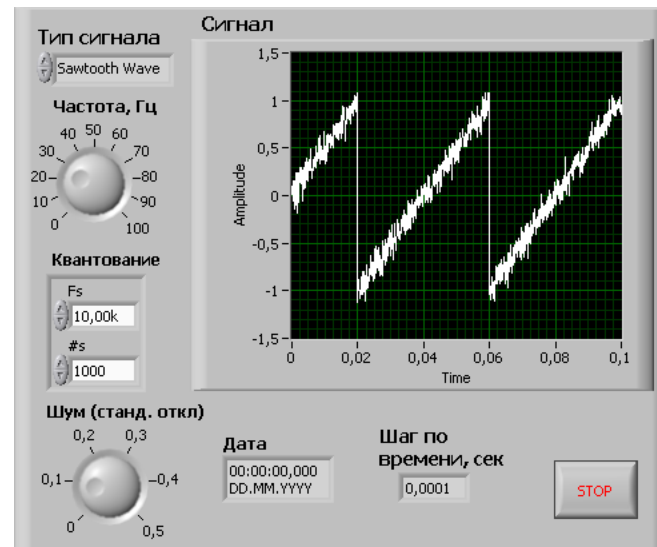 Тип сигнала
Sawtooth Wave
Частота, Гц
0 10 20 30 40 50 60 70 80 90 100
Квантование
Fs
10,00k
#s
1000
Шум (станд. откл)
0 0,1 0,2 0,3 0,4 0,5
Сигнал
Amplitude
1,5
1
0,5
0
-0,5
-1
-1,5
0 0,02 0,04 0,06 0,08 0,1
Time
Дата
00:00:00,000
DD.MM.YYYY
Шаг по
времени, сек
0,0001
STOP